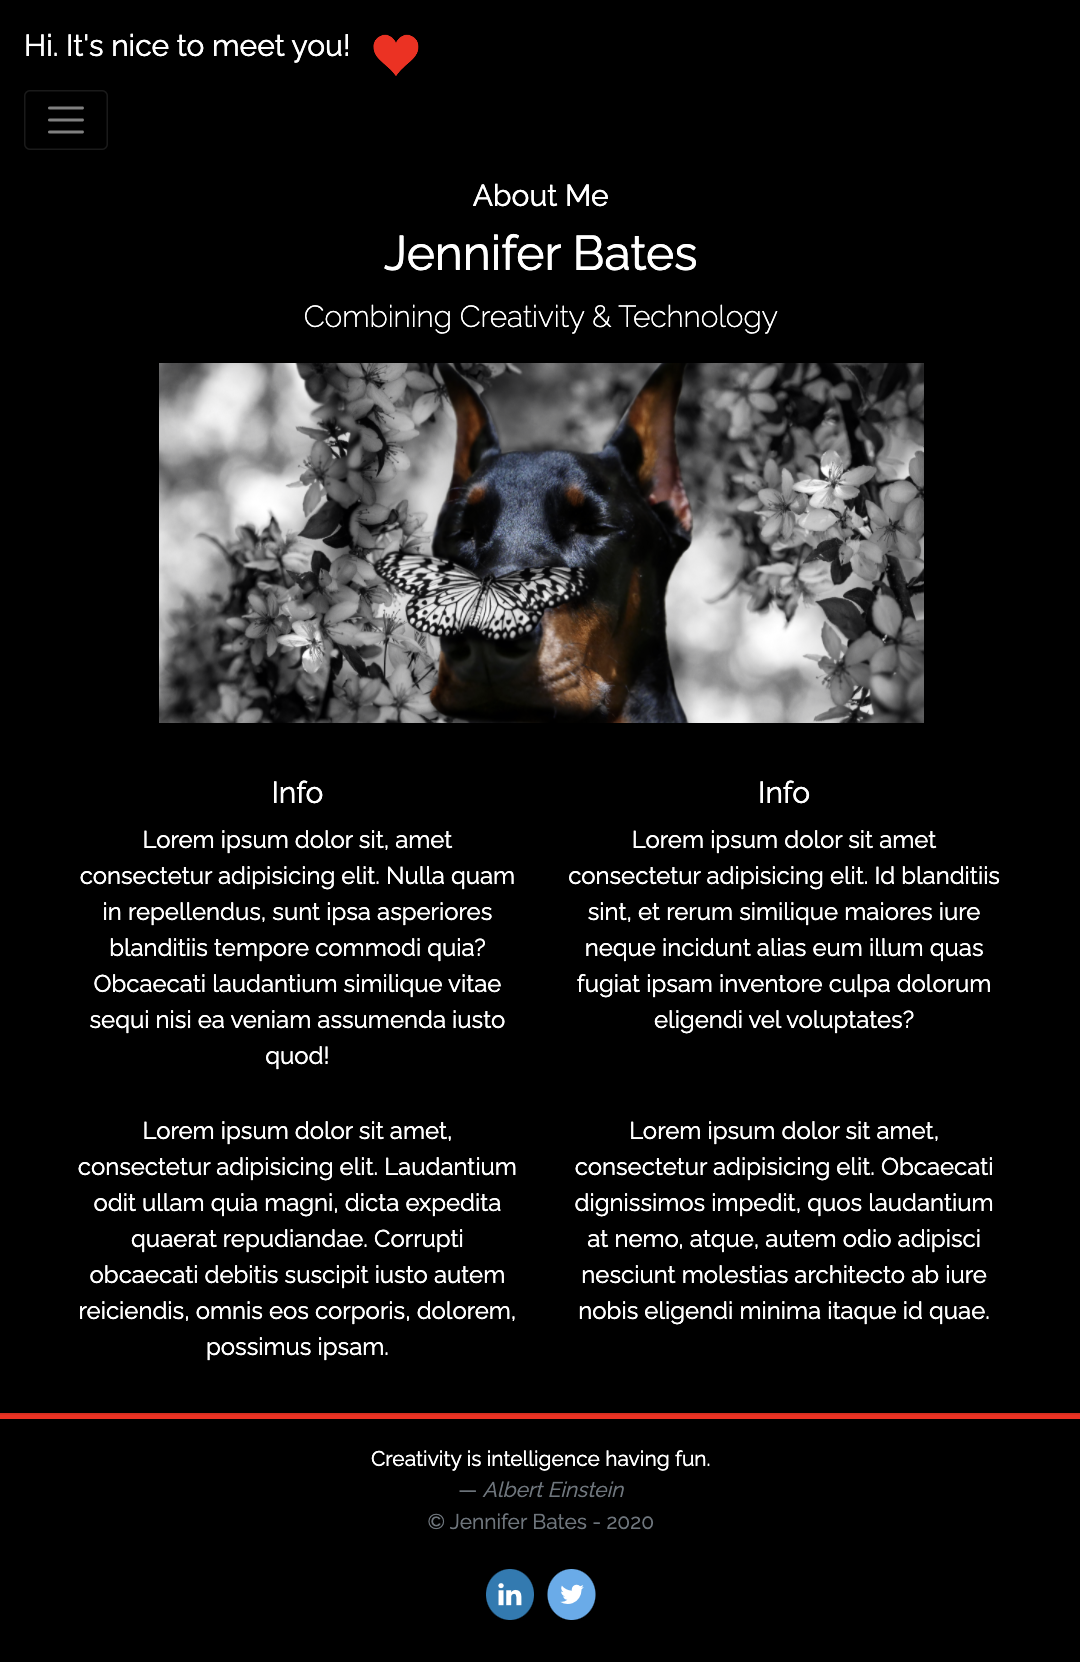 Hi. It's nice to meet you!
About Me
Jennifer Bates
Combining Creativity & Technology
Info
Lorem ipsum dolor sit, amet
consectetur adipisicing elit. Nulla quam
in repellendus, sunt ipsa asperiores
blanditiis tempore commodi quia?
Obcaecati laudantium similique vitae
sequi nisi ea veniam assumenda iusto
quod!
Info
Lorem ipsum dolor sit amet
consectetur adipisicing elit. Id blanditiis
sint, et rerum similique maiores iure
neque incidunt alias eum illum quas
fugiat ipsam inventore culpa dolorum
eligendi vel voluptates?
Lorem ipsum dolor sit amet,
consectetur adipisicing elit. Laudantium
odit ullam quia magni, dicta expedita
quaerat repudiandae. Corrupti
obcaecati debitis suscipit iusto autem
reiciendis, omnis eos corporis, dolorem,
possimus ipsam.
Lorem ipsum dolor sit amet,
consectetur adipisicing elit. Obcaecati
dignissimos impedit, quos laudantium
at nemo, atque, autem odio adipisci
nesciunt molestias architecto ab iure
nobis eligendi minima itaque id quae.
Creativity is intelligence having fun.
— Albert Einstein
© Jennifer Bates - 2020
in